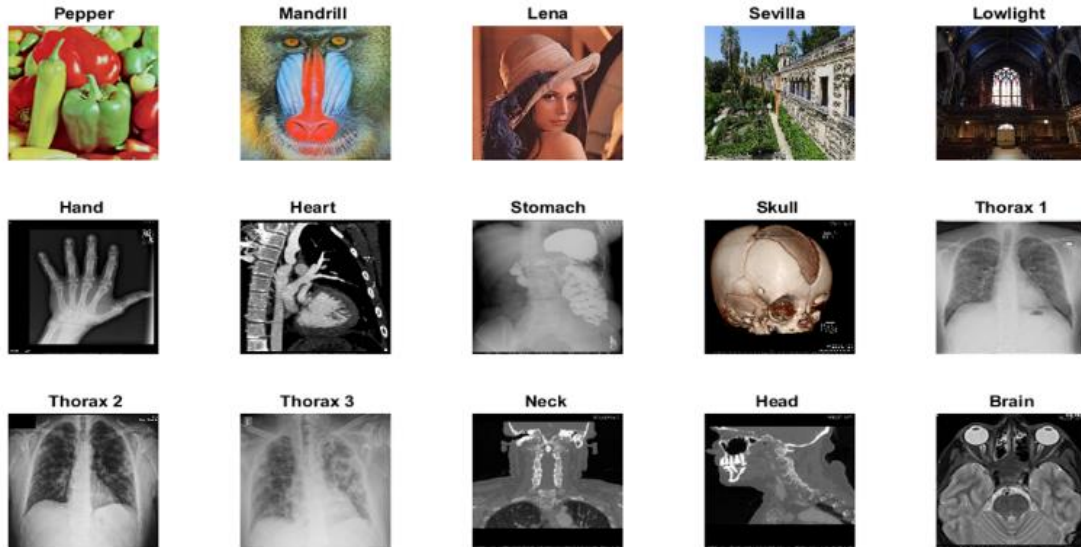 Pepper
Mandrill
Lena
Sevilla
Lowlight
Hand
Heart
Stomach
Skull
Thorax 1
Thorax 2
Thorax 3
Neck
Head
Brain